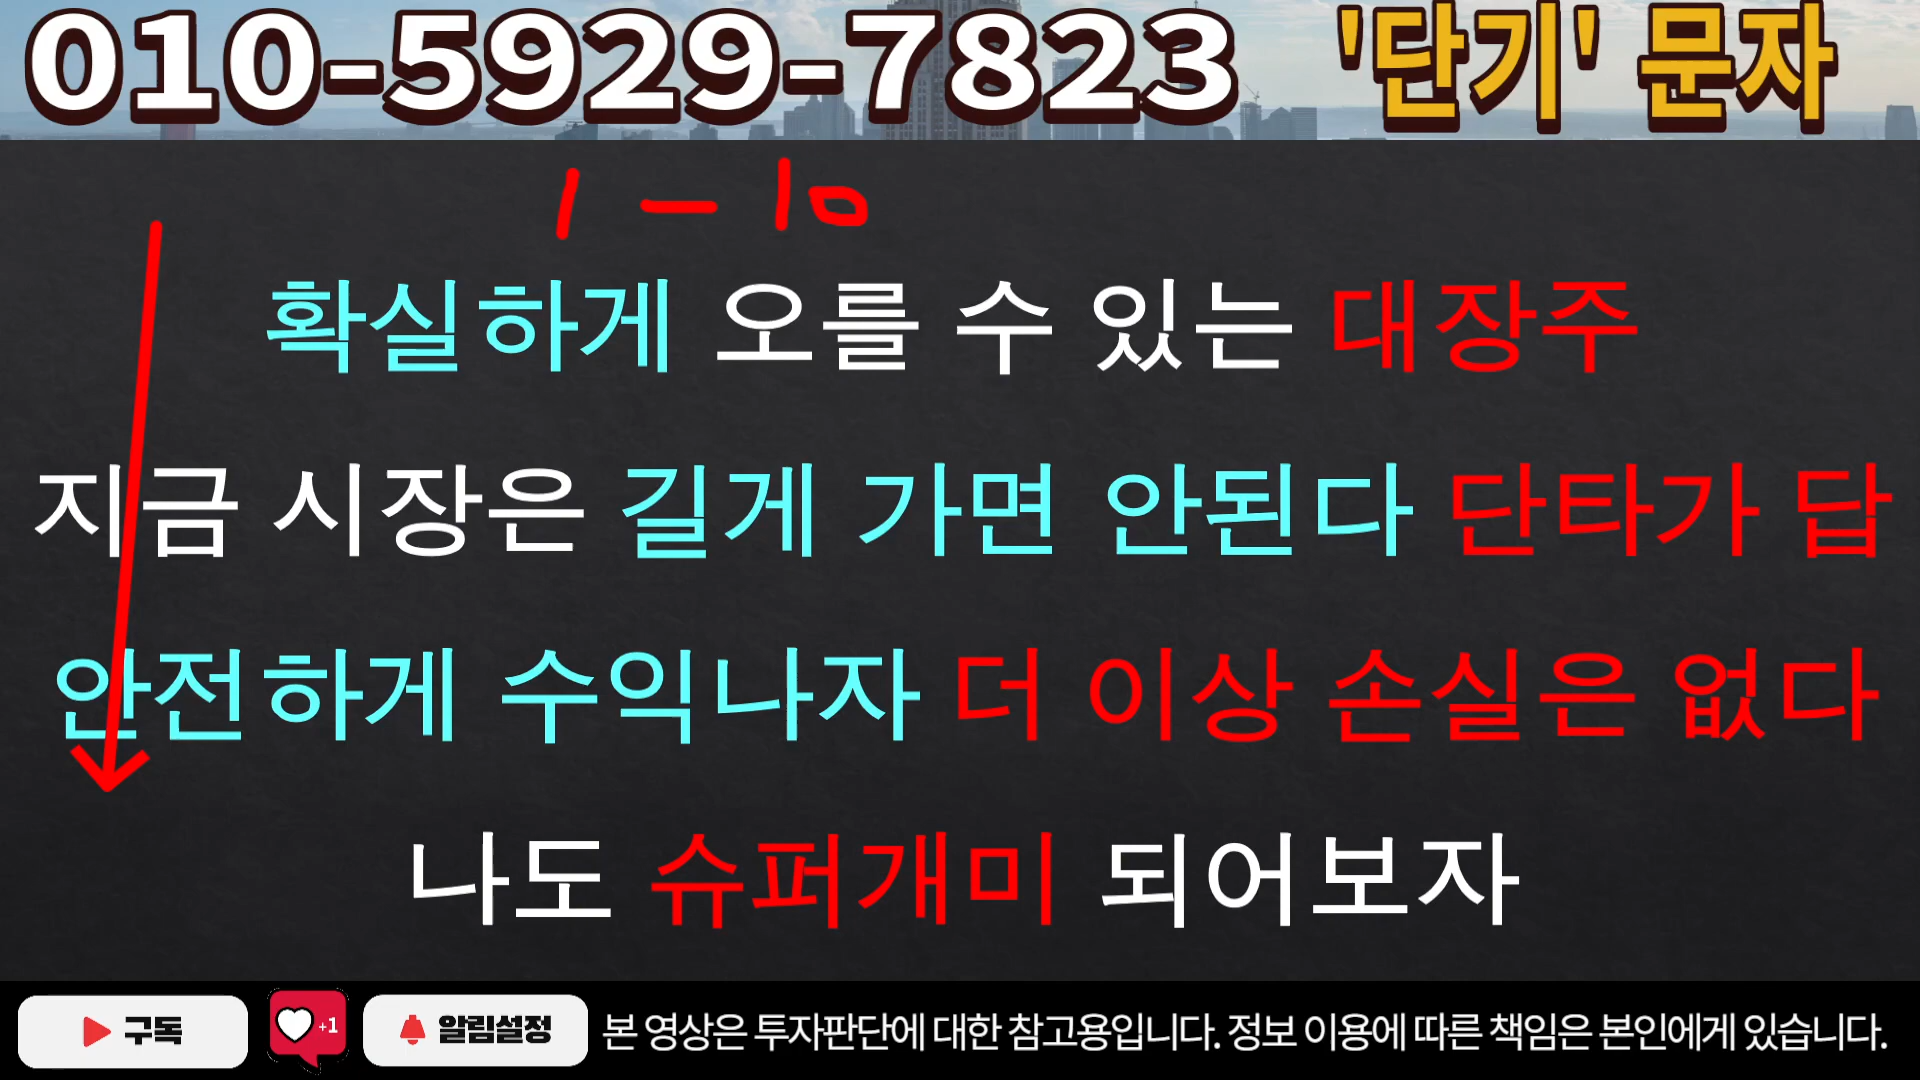 010-5929-7823 '단기' 문자
1 - 10
확실하게 오를 수 있는 대장주
지금 시장은 길게 가면 안된다 단타가 답
안전하게 수익나자 더 이상 손실은 없다
나도 슈퍼개미 되어보자
구독 +1 알림설정 본 영상은 투자판단에 대한 참고용입니다. 정보 이용에 따른 책임은 본인에게 있습니다.